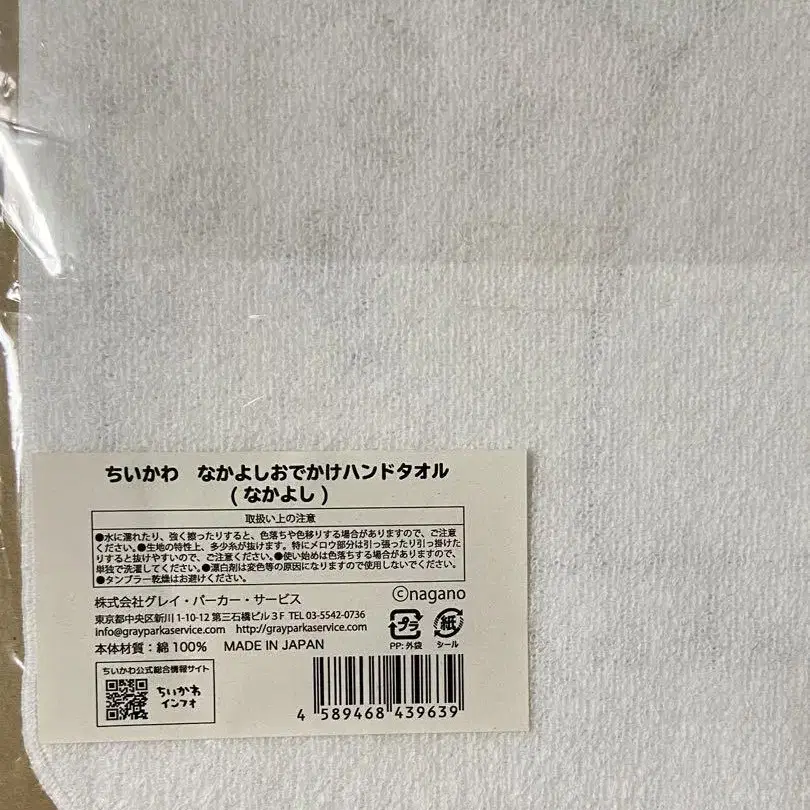 ちいかわ　なかよしおでかけハンドタオル
(なかよし)
取扱い上の注意
●水に濡れたり、強く擦ったりすると、色落ちや色移りする場合がありますので、ご注意
ください。●生地の特性上、多少糸が抜けます。特にメロウ部分は引っ張ったり引っ掛けた
りすると抜けやすいので、ご注意ください。●使い始めは色落ちする場合がありますので、
単独で洗濯してください。●漂白剤は変色等の原因になりますので使用しないでください。
●タンブラー乾燥はお避けください。
株式会社グレイ・パーカー・サービス
©nagano
東京都中央区新川1-10-12 第三石橋ビル3F TEL 03-5542-0736
info@grayparkaservice.com http://grayparkaservice.com
プラ
紙
PP:外袋
シール
本体材質:綿100% MADE IN JAPAN
ちいかわ公式総合情報サイト
ちいかわ
インフォ
4 589468 439639